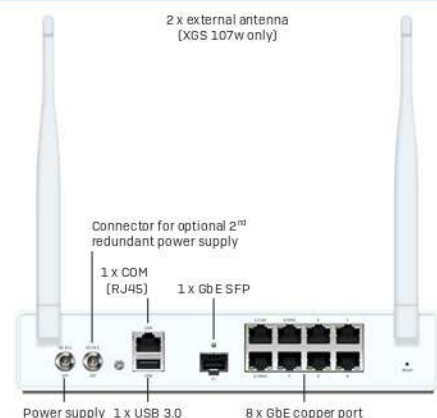 2 x external antenna
(XGS 107w only)
Connector for optional 2nd
redundant power supply
1 x COM
(RJ45)
1 x GbE SFP
Power supply
1 x USB 3.0
8 x GbE copper port